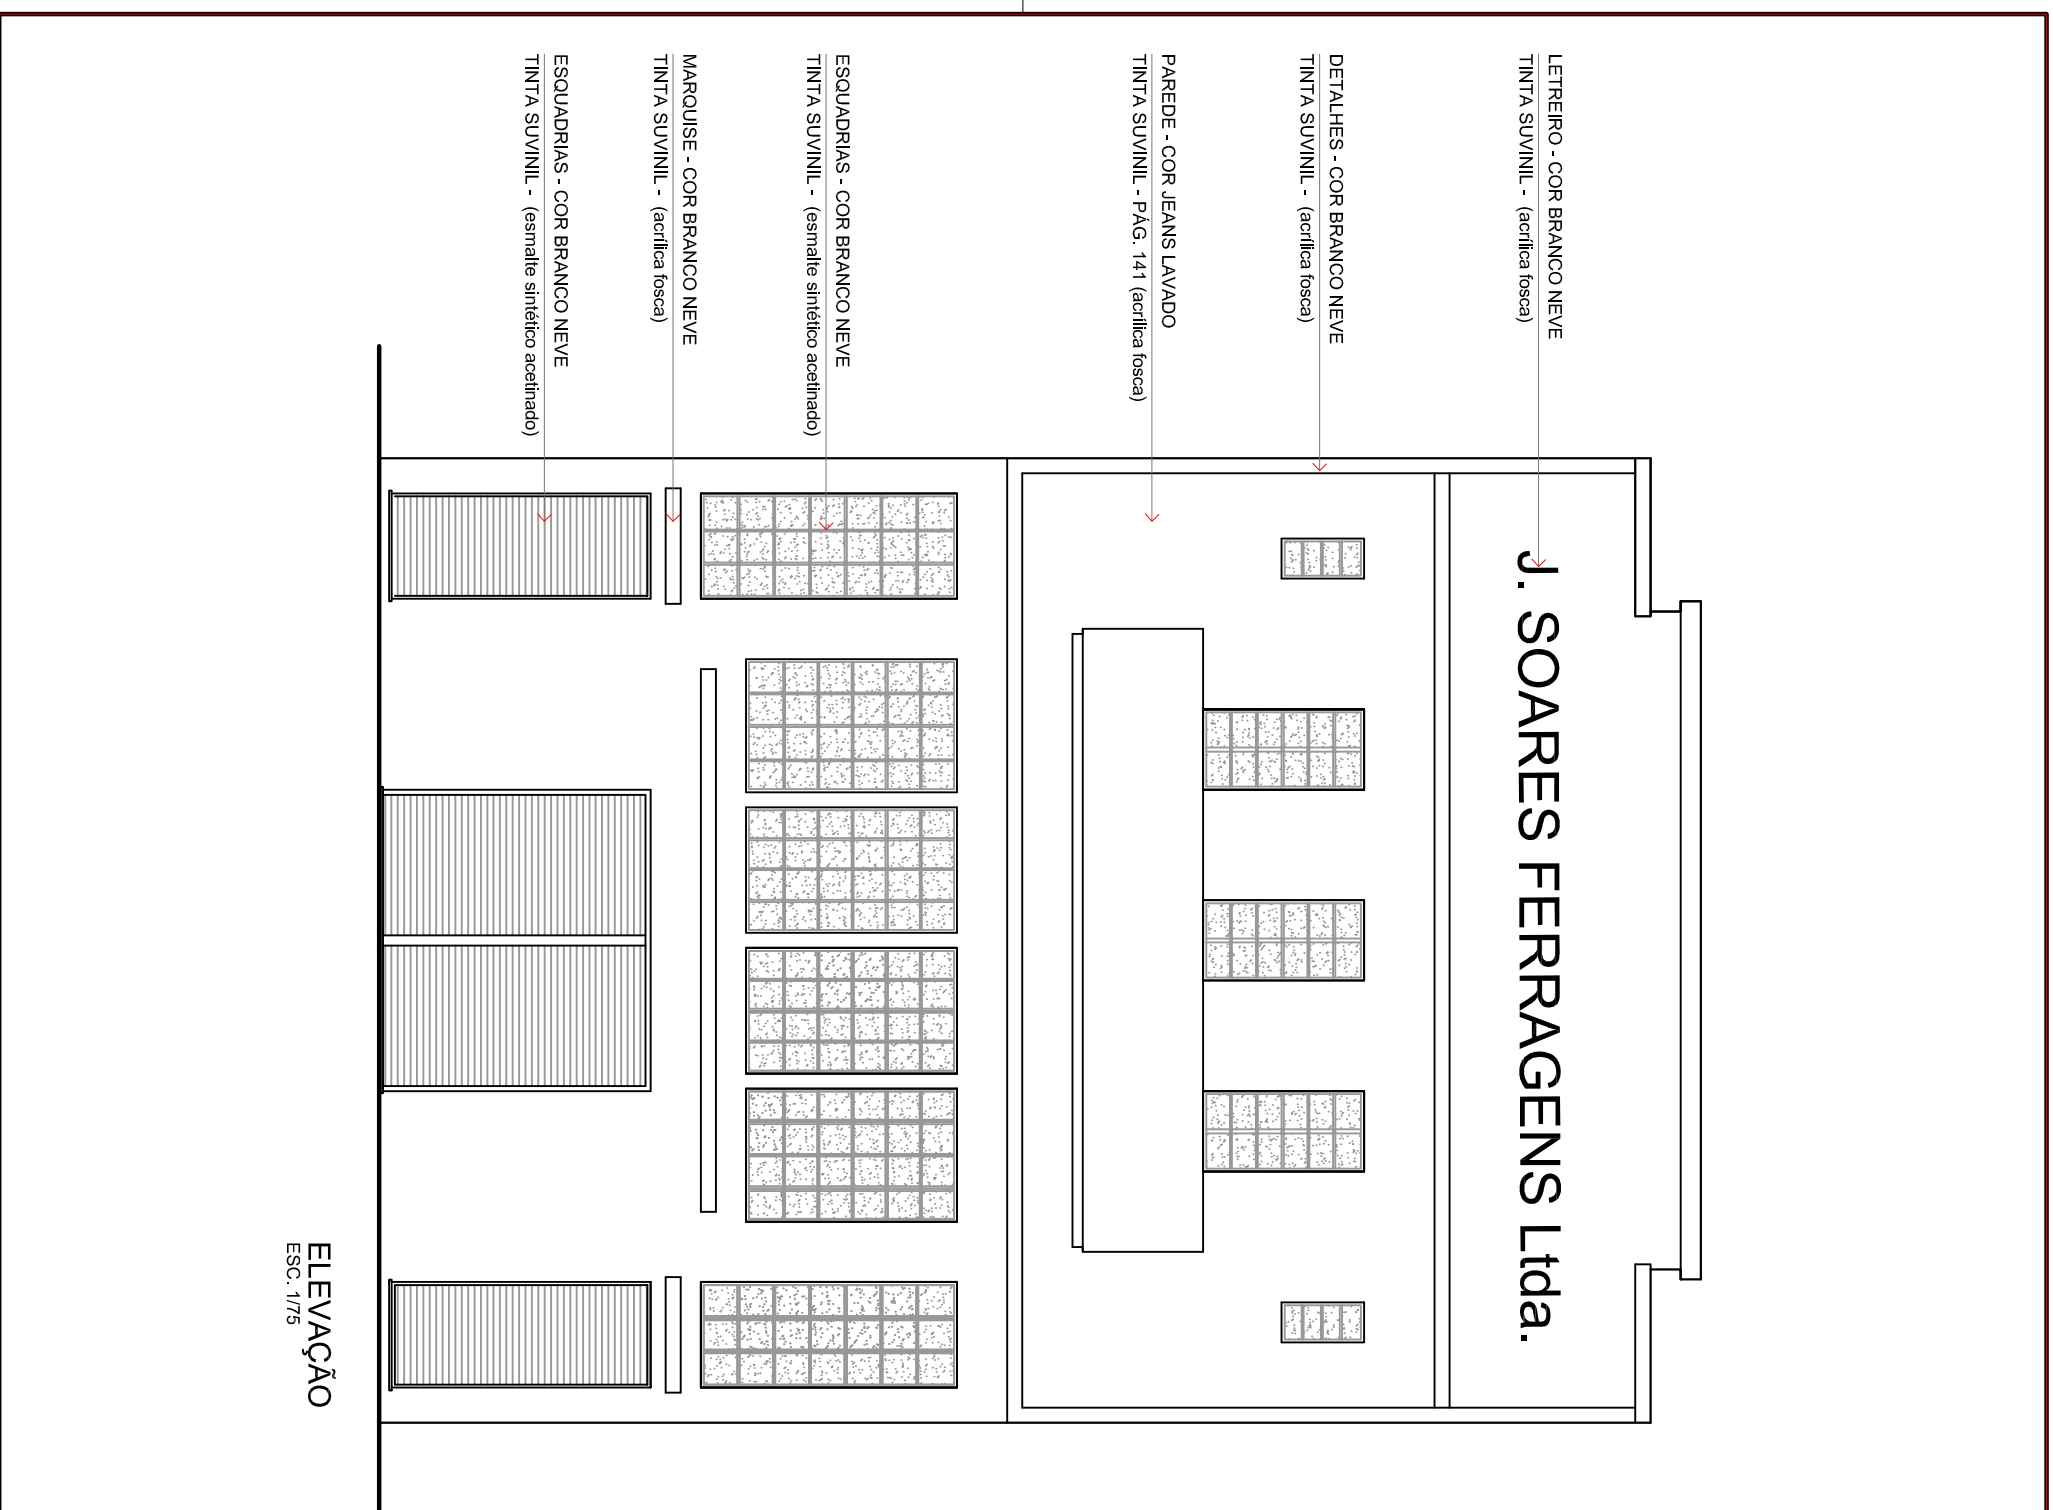 LETREIRO - COR BRANCO NEVE
TINTA SUVINIL - (acrílica fosca)
J. SOARES FERRAGENS Ltda.
DETALHES - COR BRANCO NEVE
TINTA SUVINIL - (acrílica fosca)
PAREDE - COR JEANS LAVADO
TINTA SUVINIL - PÁG. 141 (acrílica fosca)
ESQUADRIAS - COR BRANCO NEVE
TINTA SUVINIL - (esmalte sintético acetinado)
MARQUISE - COR BRANCO NEVE
TINTA SUVINIL - (acrílica fosca)
ESQUADRIAS - COR BRANCO NEVE
TINTA SUVINIL - (esmalte sintético acetinado)
ELEVAÇÃO
ESC. 1/75